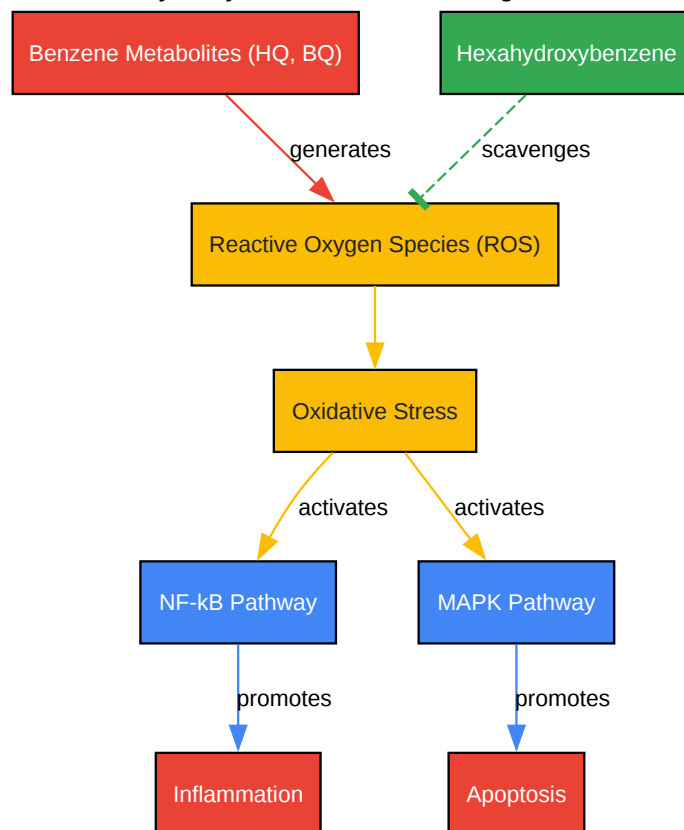 Benzene Metabolites (HQ, BQ)
Hexahydroxybenzene
generates
scavenges
Reactive Oxygen Species (ROS)
Oxidative Stress
activates
activates
NF-kB Pathway
MAPK Pathway
promotes
promotes
Inflammation
Apoptosis